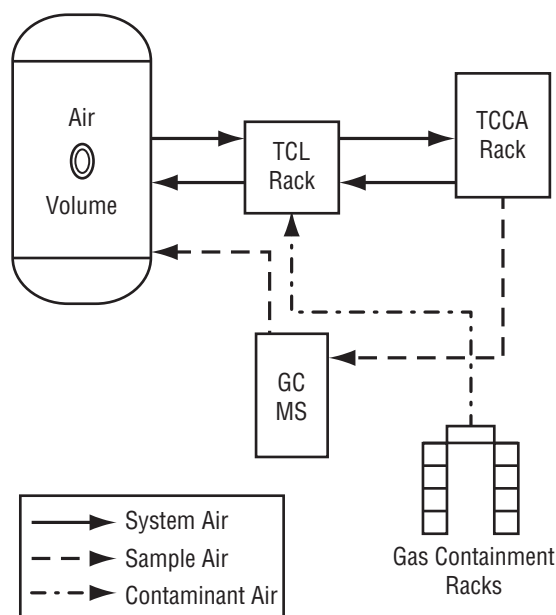 Air
Volume
TCL
Rack
TCCA
Rack
GC
MS
Gas Containment
Racks
System Air
Sample Air
Contaminant Air